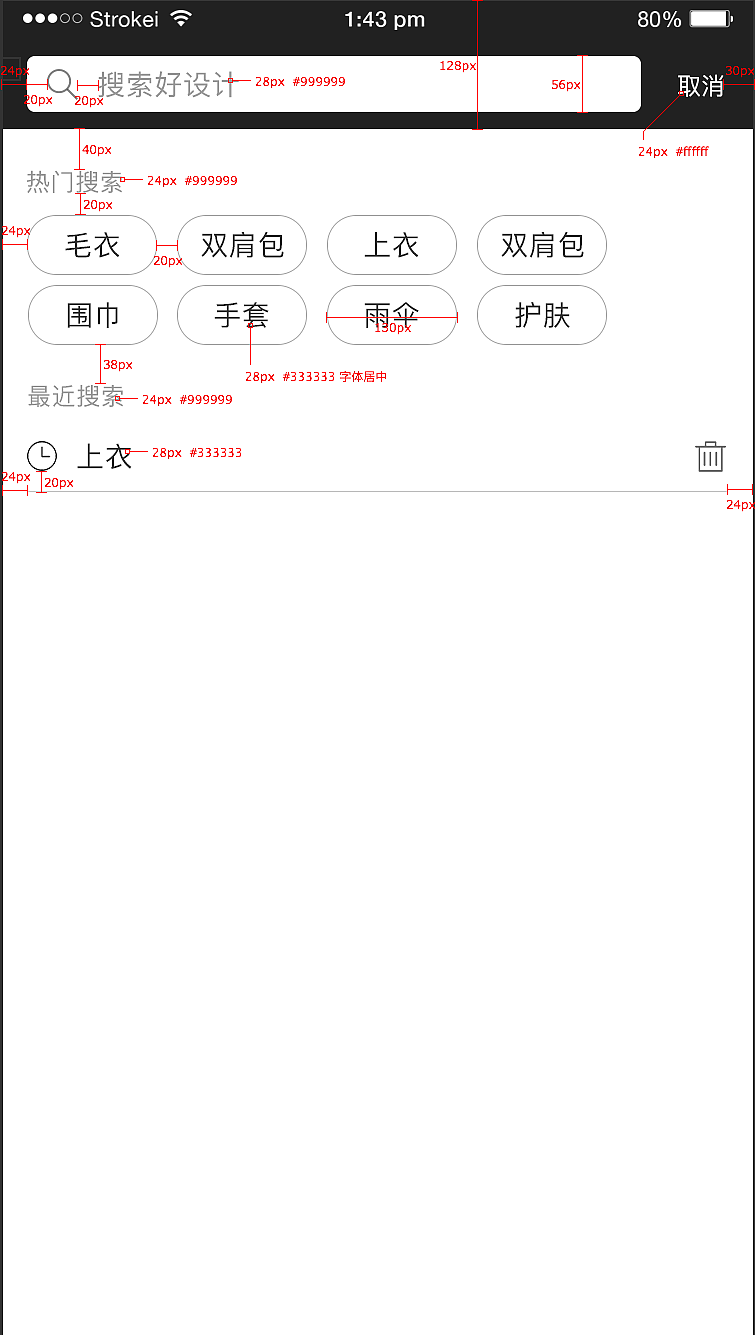 Strokei 1:43 pm 80%
24px 128px 30px
搜索好设计 28px #999999 56px 取消
20px 20px
40px 24px #ffffff
热门搜索 24px #999999
20px
24px
毛衣 双肩包 上衣 双肩包
20px
围巾 手套 雨伞 护肤
130px
38px
28px #333333 字体居中
最近搜索 24px #999999
上衣 28px #333333
24px 20px
24px